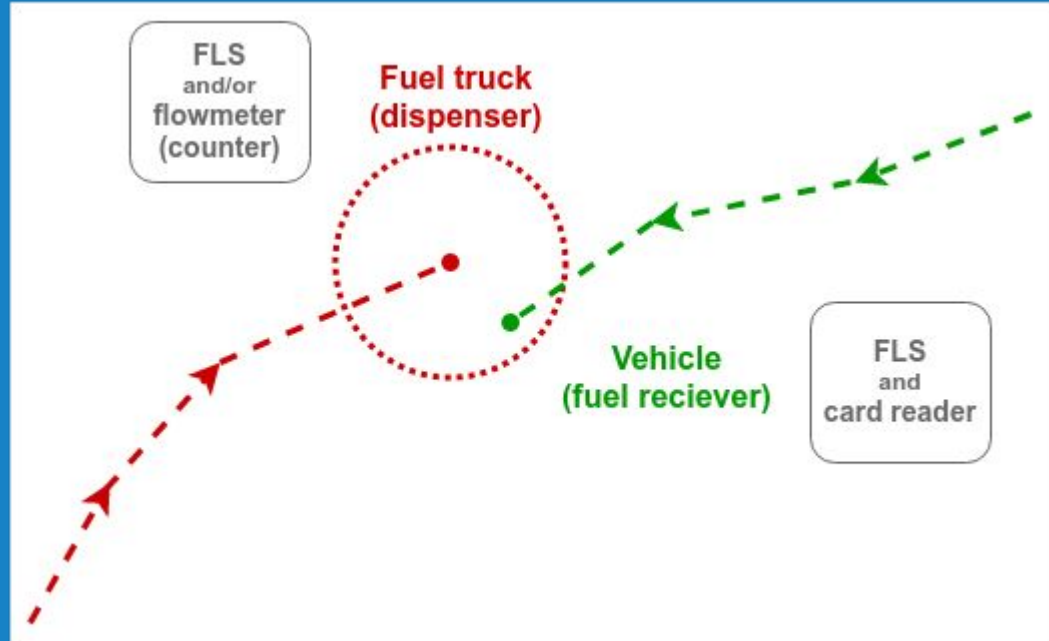 FLS
and/or
flowmeter
(counter)
Fuel truck
(dispenser)
Vehicle
(fuel reciever)
FLS
and
card reader